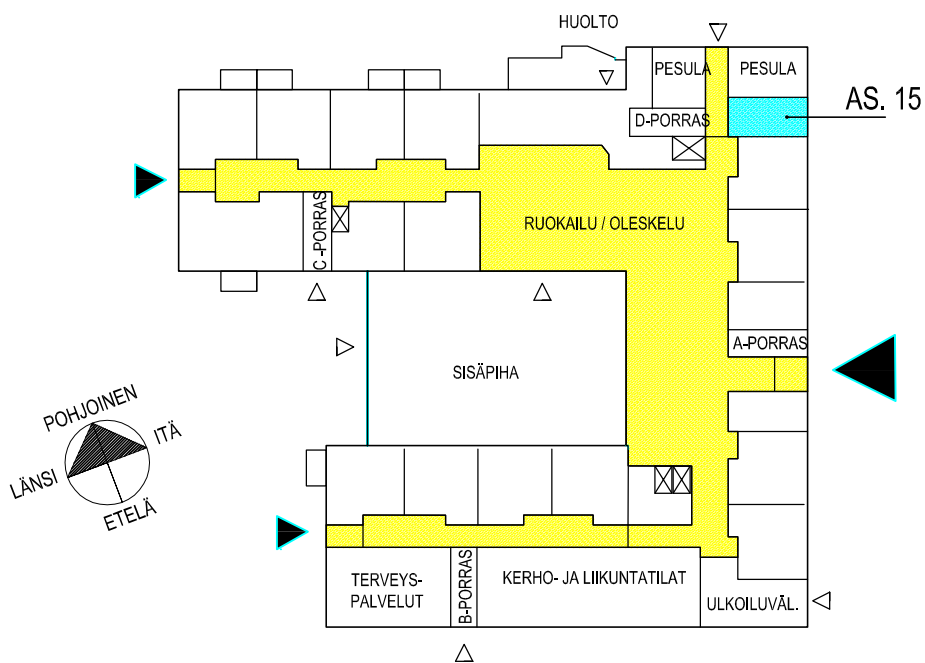 HUOLTO
PESULA
PESULA
AS. 15
D-PORRAS
C -PORRAS
RUOKAILU / OLESKELU
A-PORRAS
SISÄPIHA
POHJOINEN
ITÄ
LÄNSI
ETELÄ
TERVEYS-
PALVELUT
B-PORRAS
KERHO- JA LIIKUNTATILAT
ULKOILUVÄL.